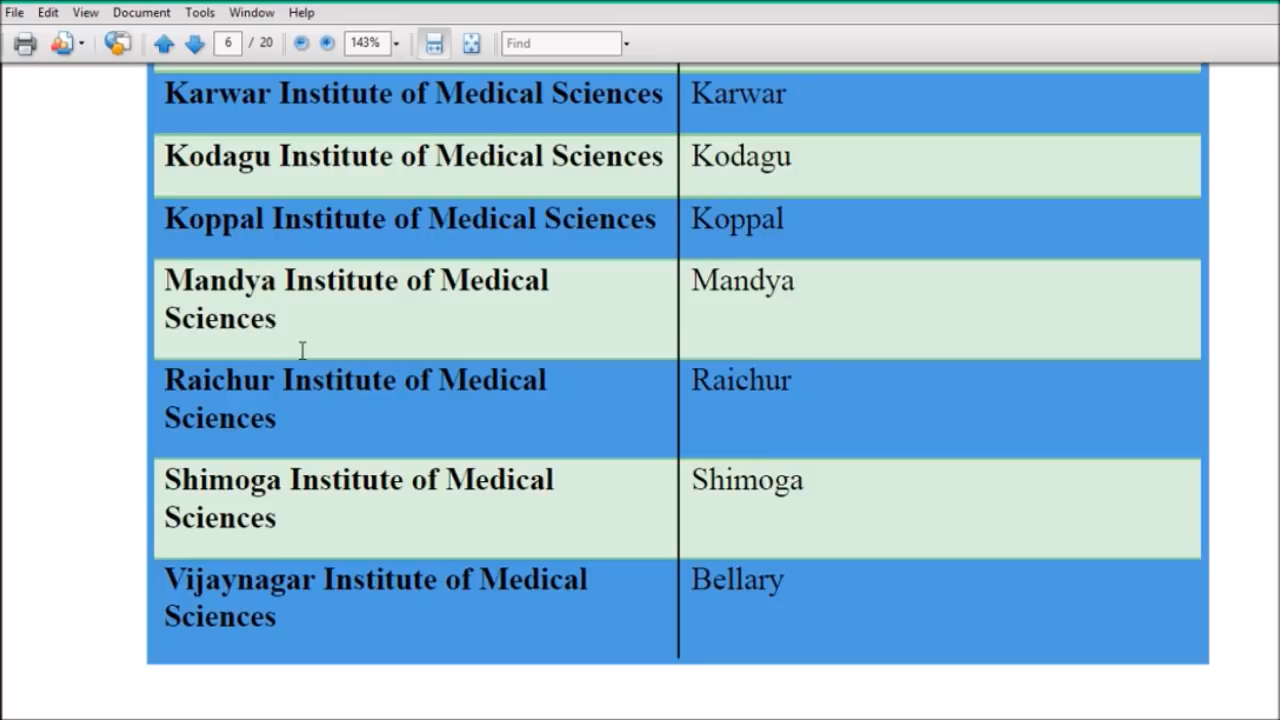 File Edit View Document Tools Window Help
6 / 20 143% Find
Karwar Institute of Medical Sciences Karwar
Kodagu Institute of Medical Sciences Kodagu
Koppal Institute of Medical Sciences Koppal
Mandya Institute of Medical Mandya
Sciences
Raichur Institute of Medical Raichur
Sciences
Shimoga Institute of Medical Shimoga
Sciences
Vijaynagar Institute of Medical Bellary
Sciences